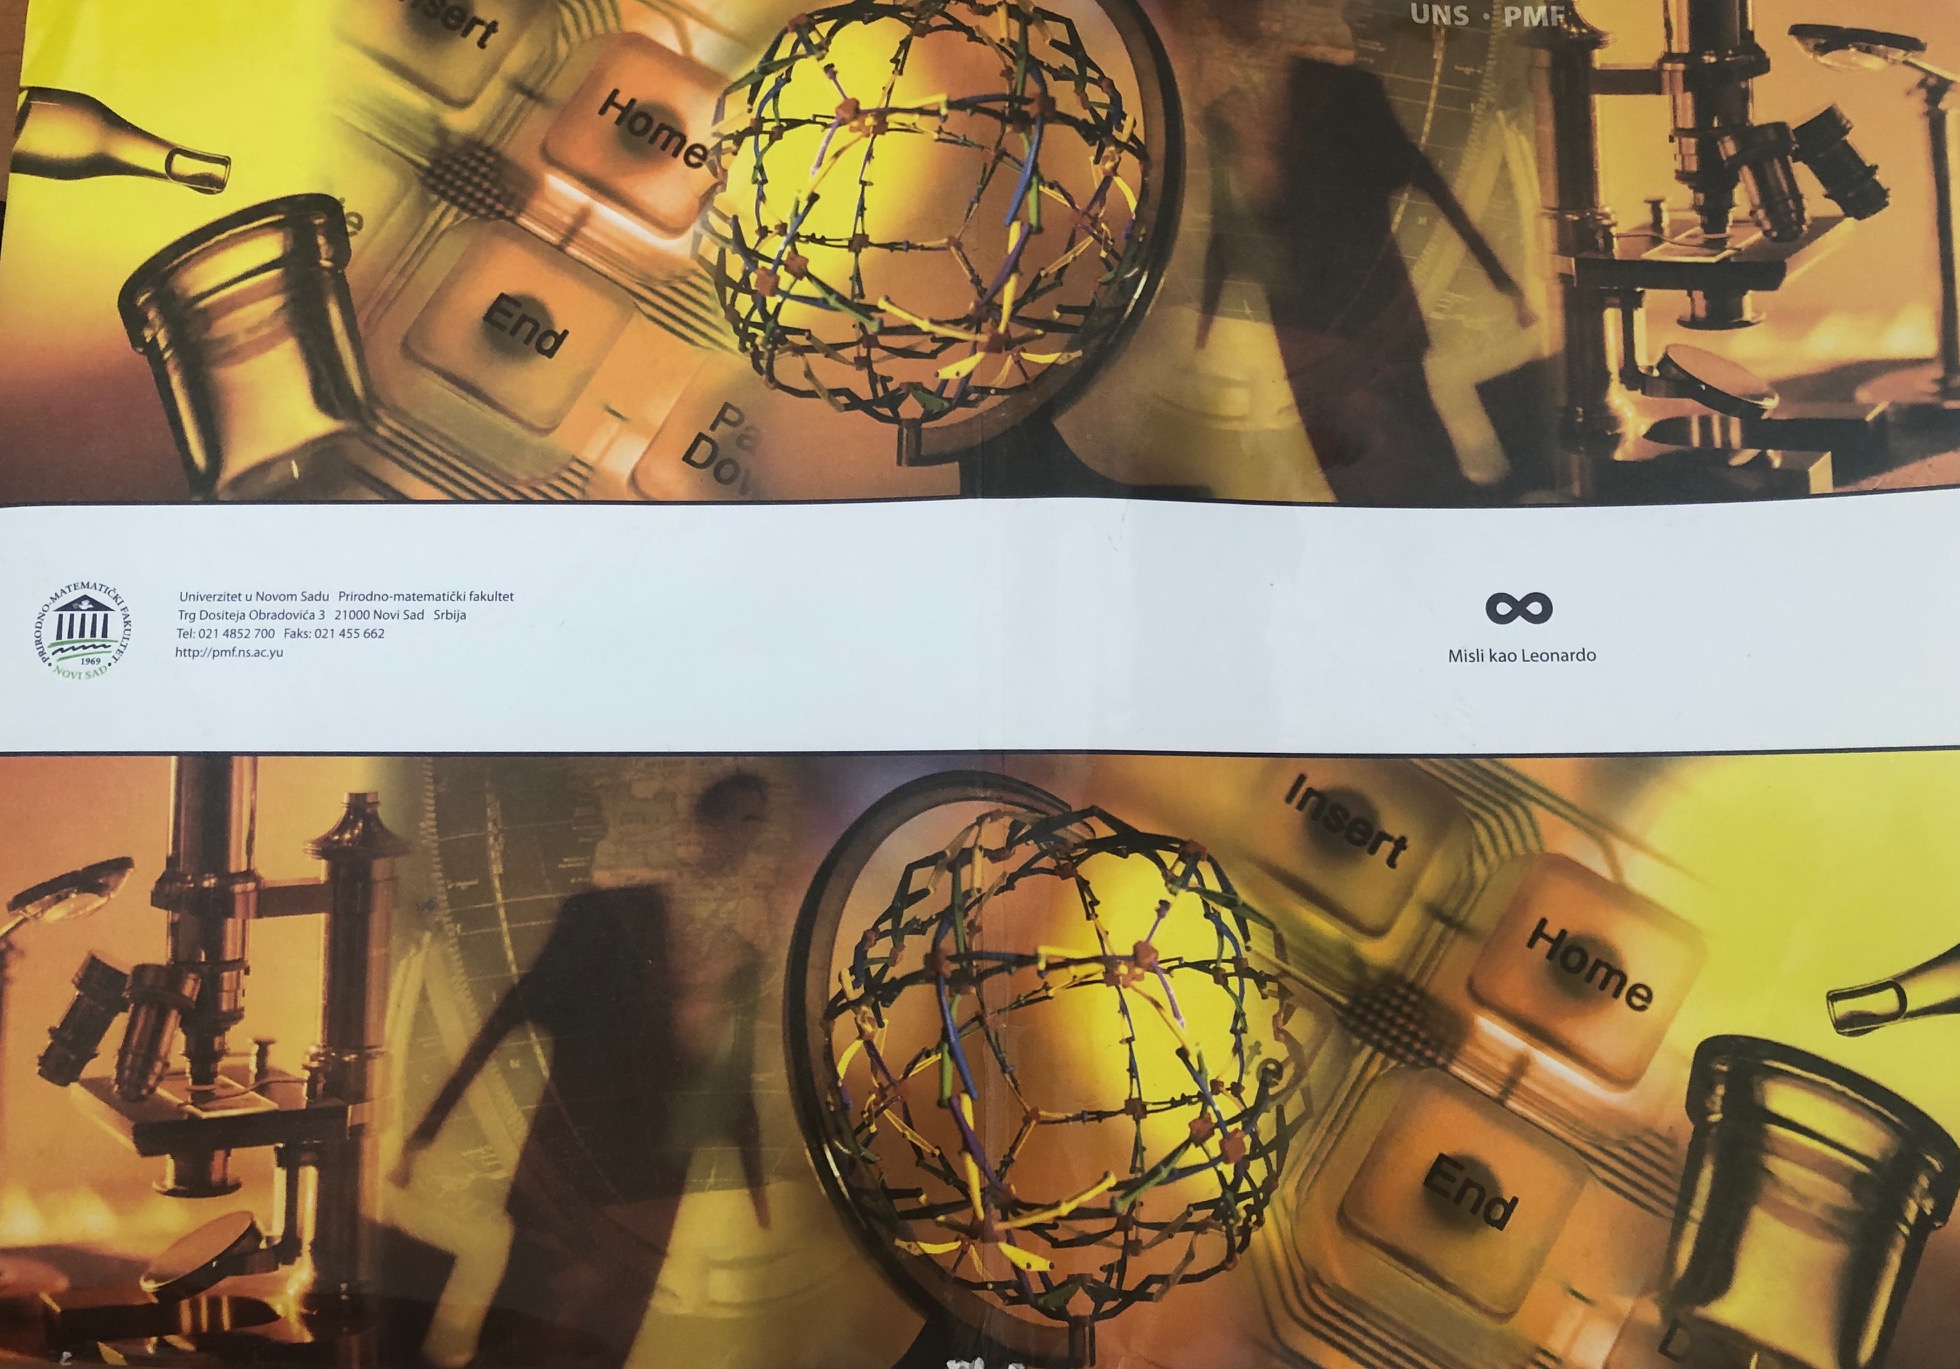 UNS · PMF
Insert
Home
End
Pa
Dow
PRIRODNO-MATEMATIČKI FAKULTET
1969
NOVI SAD
Univerzitet u Novom Sadu Prirodno-matematički fakultet
Trg Dositeja Obradovića 3 21000 Novi Sad Srbija
Tel: 021 4852 700 Faks: 021 455 662
http://pmf.ns.ac.yu
Misli kao Leonardo
Insert
Home
te
End
D